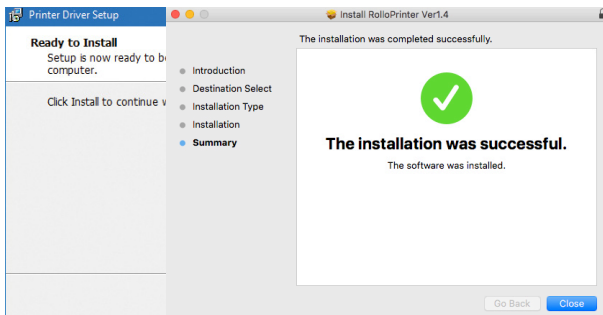 Printer Driver Setup
Ready to Install
Setup is now ready to
computer.
Click Install to continue
Install RolloPrinter Ver1.4
The installation was completed successfully.
Introduction
Destination Select
Installation Type
Installation
Summary
The installation was successful.
The software was installed.
Go Back
Close